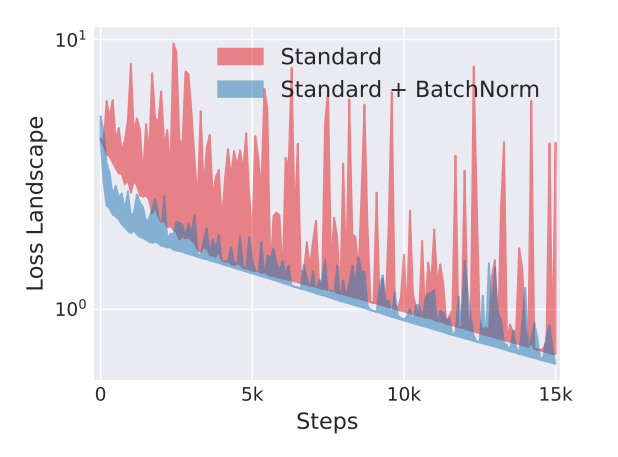 10¹
Standard
Standard + BatchNorm
Loss Landscape
10⁰
0 5k 10k 15k
Steps